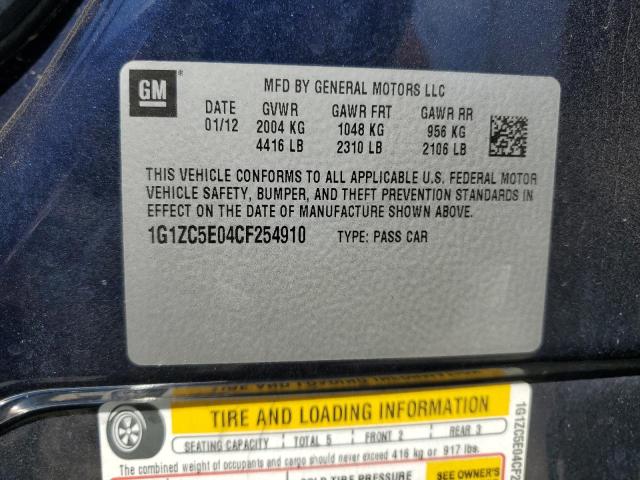 GM
MFD BY GENERAL MOTORS LLC
DATE GVWR GAWR FRT GAWR RR
01/12 2004 KG 1048 KG 956 KG
4416 LB 2310 LB 2106 LB
THIS VEHICLE CONFORMS TO ALL APPLICABLE U.S. FEDERAL MOTOR
VEHICLE SAFETY, BUMPER, AND THEFT PREVENTION STANDARDS IN
EFFECT ON THE DATE OF MANUFACTURE SHOWN ABOVE.
1G1ZC5E04CF254910 TYPE: PASS CAR
TIRE AND LOADING INFORMATION
SEATING CAPACITY TOTAL 5 FRONT 2 REAR 3
The combined weight of occupants and cargo should never exceed 416 kg or 917 lbs.
COLD TIRE PRESSURE SEE OWNER'S
1G1ZC5E04CF2